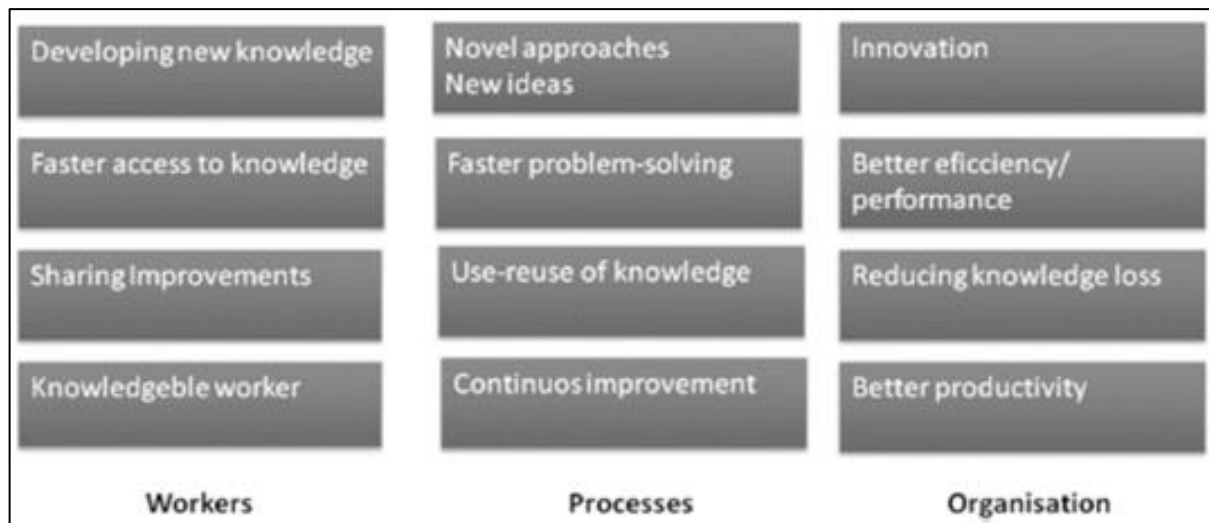 Developing new knowledge
Novel approaches
New ideas
Innovation
Faster access to knowledge
Faster problem-solving
Better eficciency/
performance
Sharing Improvements
Use-reuse of knowledge
Reducing knowledge loss
Knowledgeble worker
Continuos improvement
Better productivity
Workers
Processes
Organisation